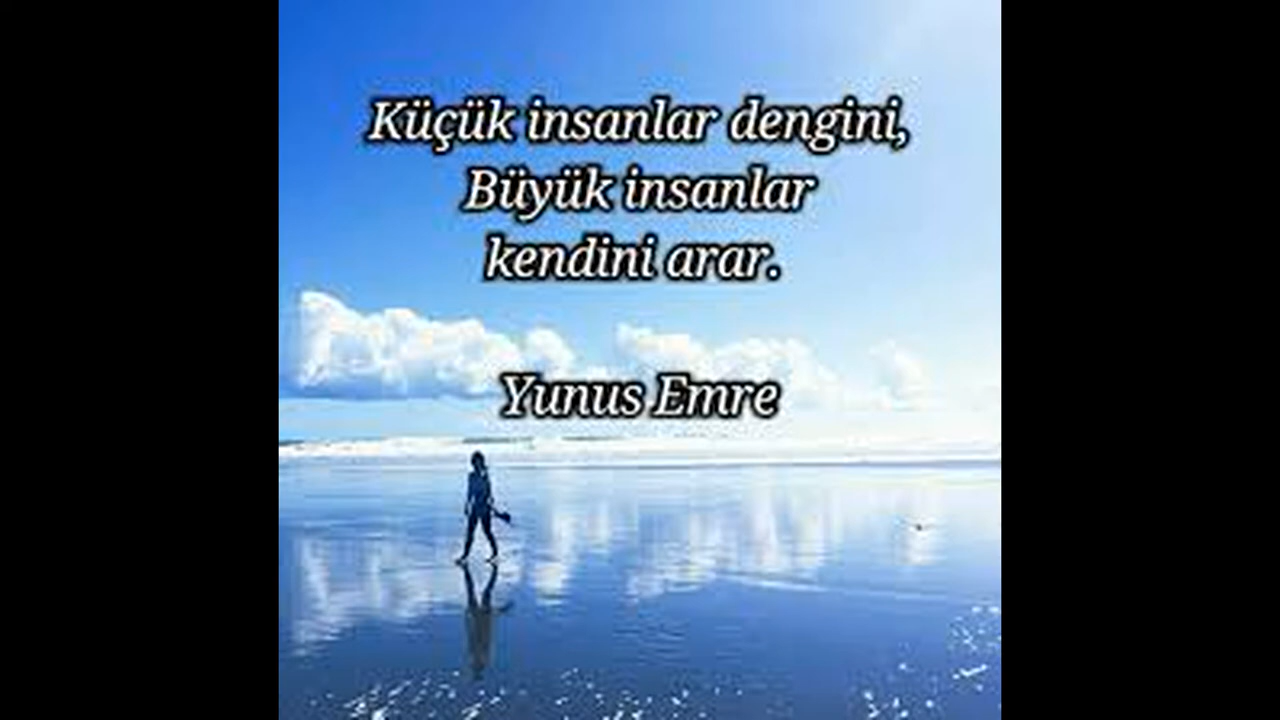 Küçük insanlar dengini,
Büyük insanlar
kendini arar.
Yunus Emre